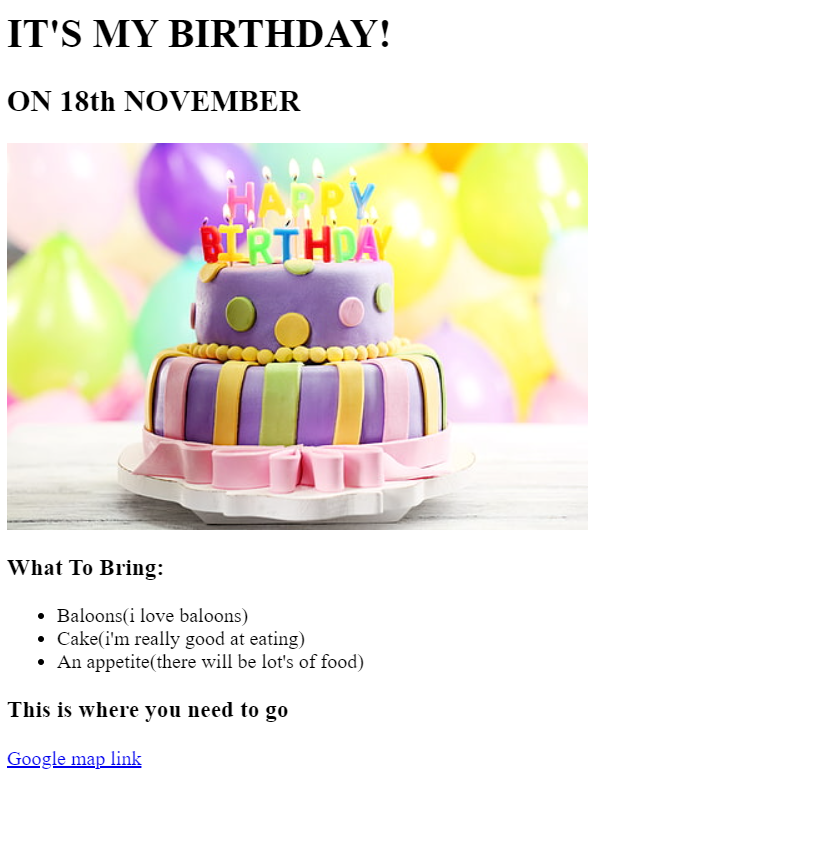 IT'S MY BIRTHDAY!
ON 18th NOVEMBER
HAPPY
BIRTHDAY
What To Bring:
Baloons(i love baloons)
Cake(i'm really good at eating)
An appetite(there will be lot's of food)
This is where you need to go
Google map link